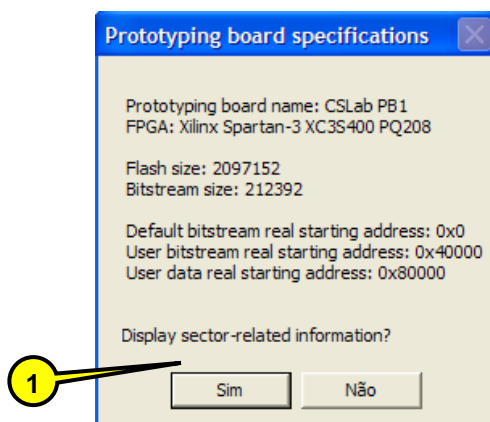 Prototyping board specifications
Prototyping board name: CSLab PB1
FPGA: Xilinx Spartan-3 XC3S400 PQ208
Flash size: 2097152
Bitstream size: 212392
Default bitstream real starting address: 0x0
User bitstream real starting address: 0x40000
User data real starting address: 0x80000
Display sector-related information?
1
Sim Não